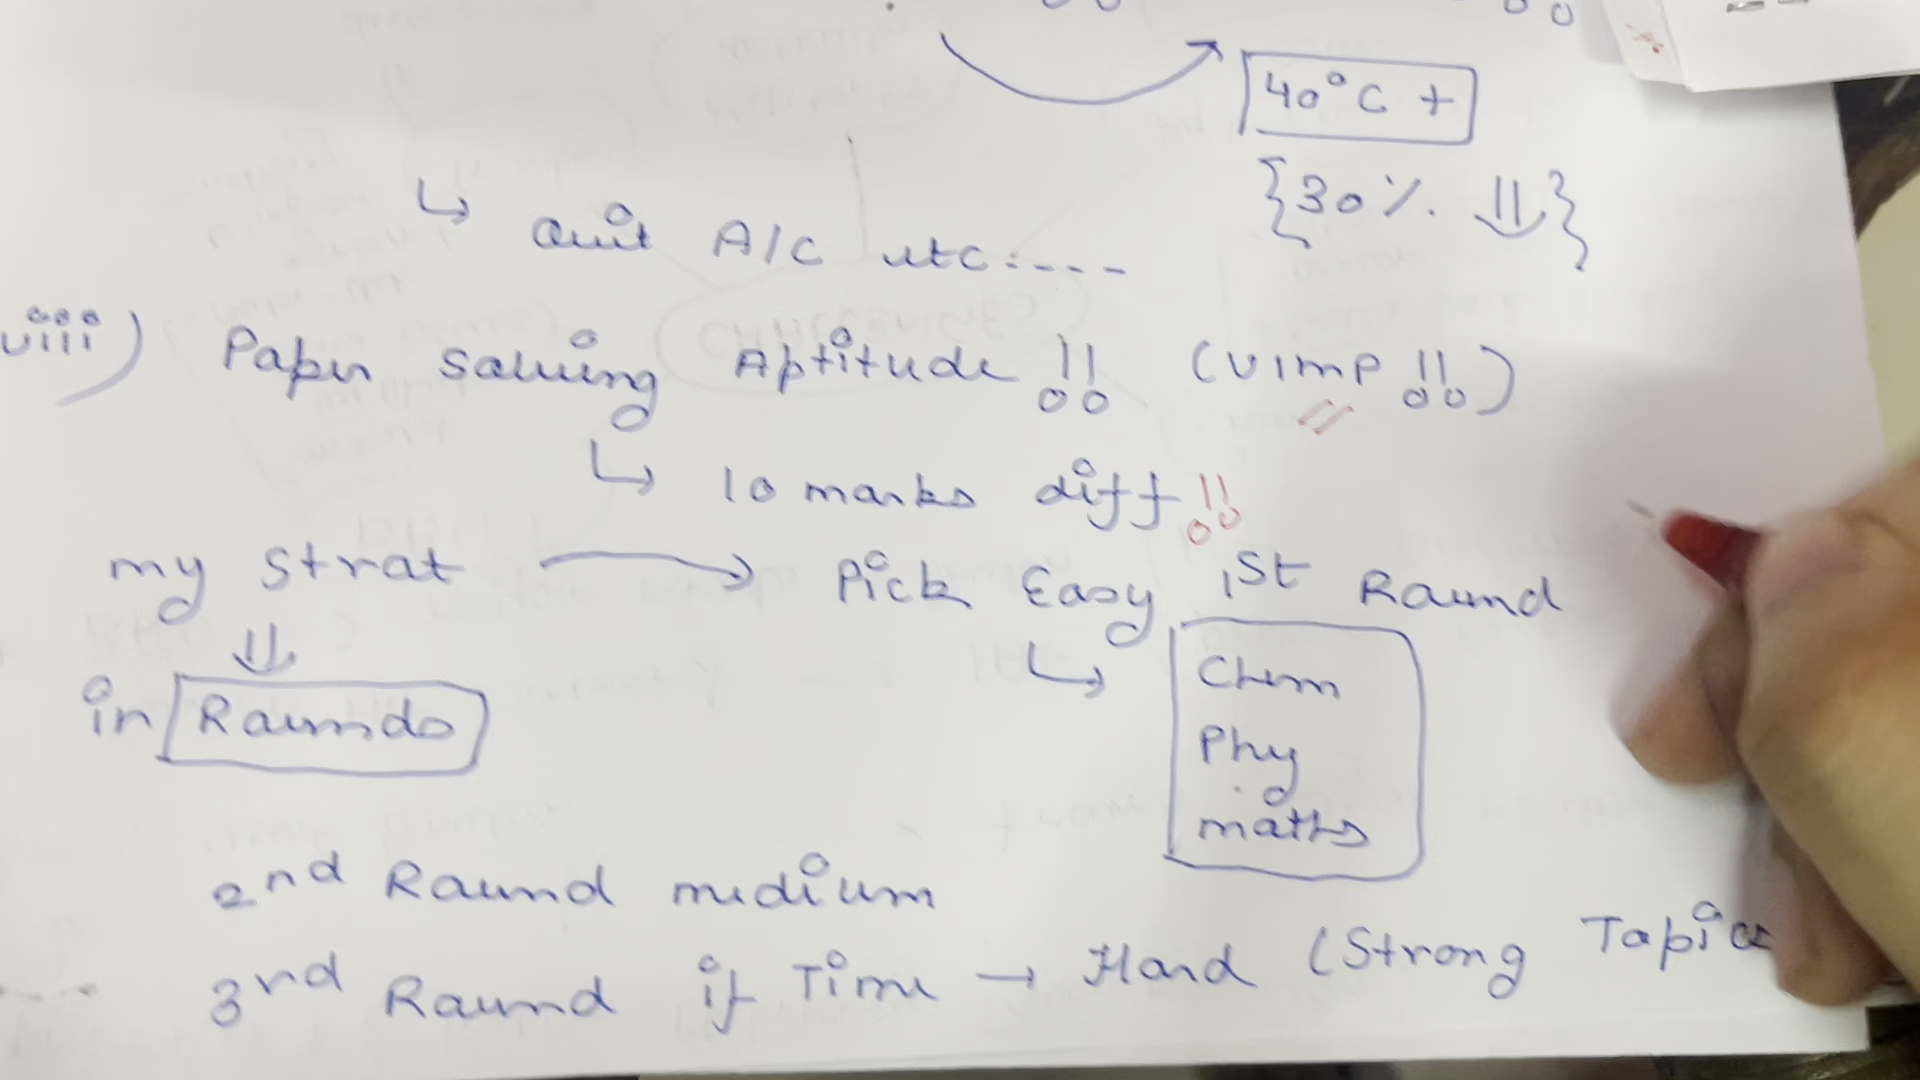 40°C +
{30% ⇓}
↳ Quit A/C etc....
viii) Paper solving Aptitude !! (VIMP !!)
↳ 10 marks diff !!
my strat → Pick Easy 1st Round
⇓
in Rounds
↳ Chem
Phy
maths
2nd Round medium
3rd Round if Time → Hard (Strong Topics